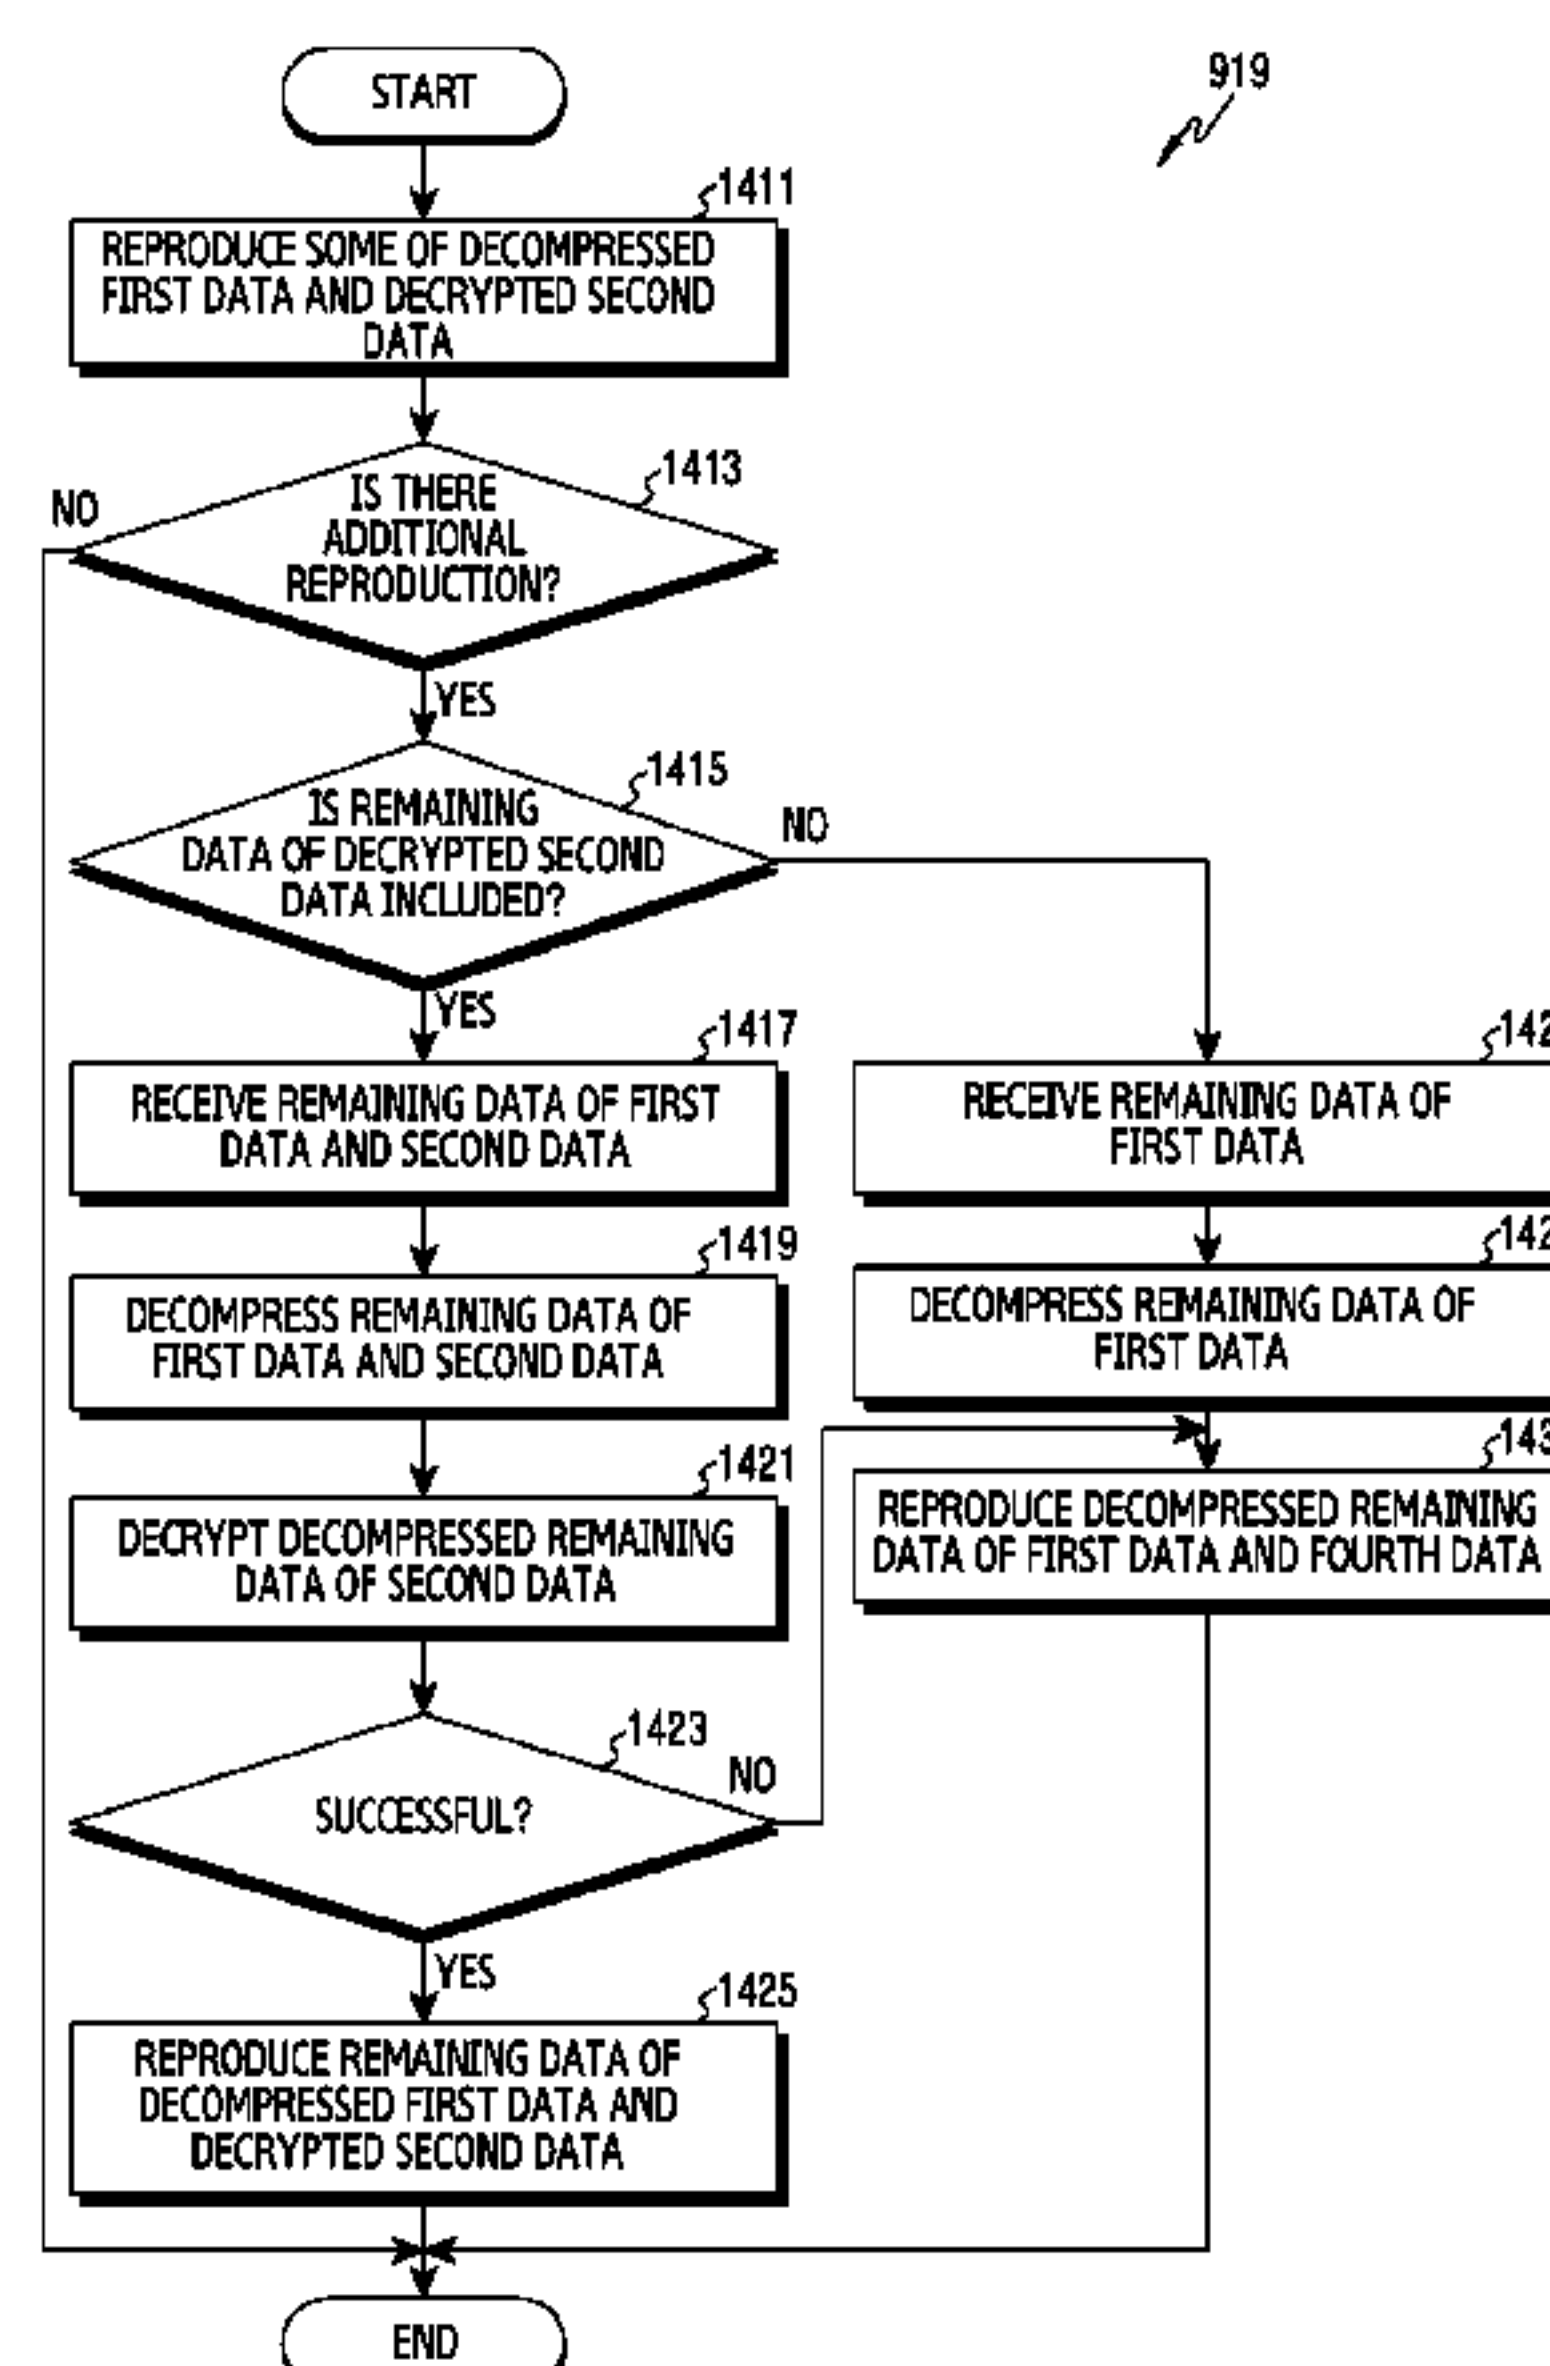 START
919
1411
REPRODUCE SOME OF DECOMPRESSED
FIRST DATA AND DECRYPTED SECOND
DATA
1413
NO
IS THERE
ADDITIONAL
REPRODUCTION?
YES
1415
IS REMAINING
DATA OF DECRYPTED SECOND
DATA INCLUDED?
NO
YES
1417
RECEIVE REMAINING DATA OF FIRST
DATA AND SECOND DATA
1419
DECOMPRESS REMAINING DATA OF
FIRST DATA AND SECOND DATA
1421
DECRYPT DECOMPRESSED REMAINING
DATA OF SECOND DATA
1423
SUCCESSFUL?
NO
YES
1425
REPRODUCE REMAINING DATA OF
DECOMPRESSED FIRST DATA AND
DECRYPTED SECOND DATA
RECEIVE REMAINING DATA OF
FIRST DATA
DECOMPRESS REMAINING DATA OF
FIRST DATA
REPRODUCE DECOMPRESSED REMAINING
DATA OF FIRST DATA AND FOURTH DATA
END